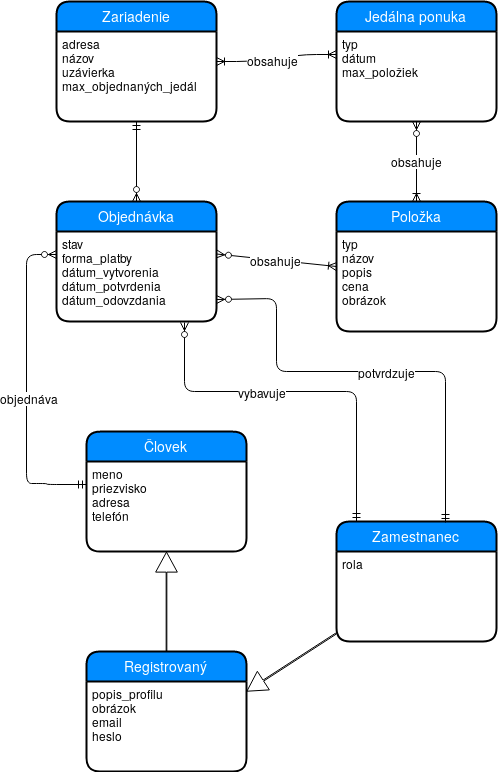 Zariadenie
adresa
názov
uzávierka
max_objednaných_jedál
obsahuje
Jedálna ponuka
typ
dátum
max_položiek
obsahuje
Objednávka
stav
forma_platby
dátum_vytvorenia
dátum_potvrdenia
dátum_odovzdania
obsahuje
Položka
typ
názov
popis
cena
obrázok
potvrdzuje
vybavuje
objednáva
Človek
meno
priezvisko
adresa
telefón
Zamestnanec
rola
Registrovaný
popis_profilu
obrázok
email
heslo